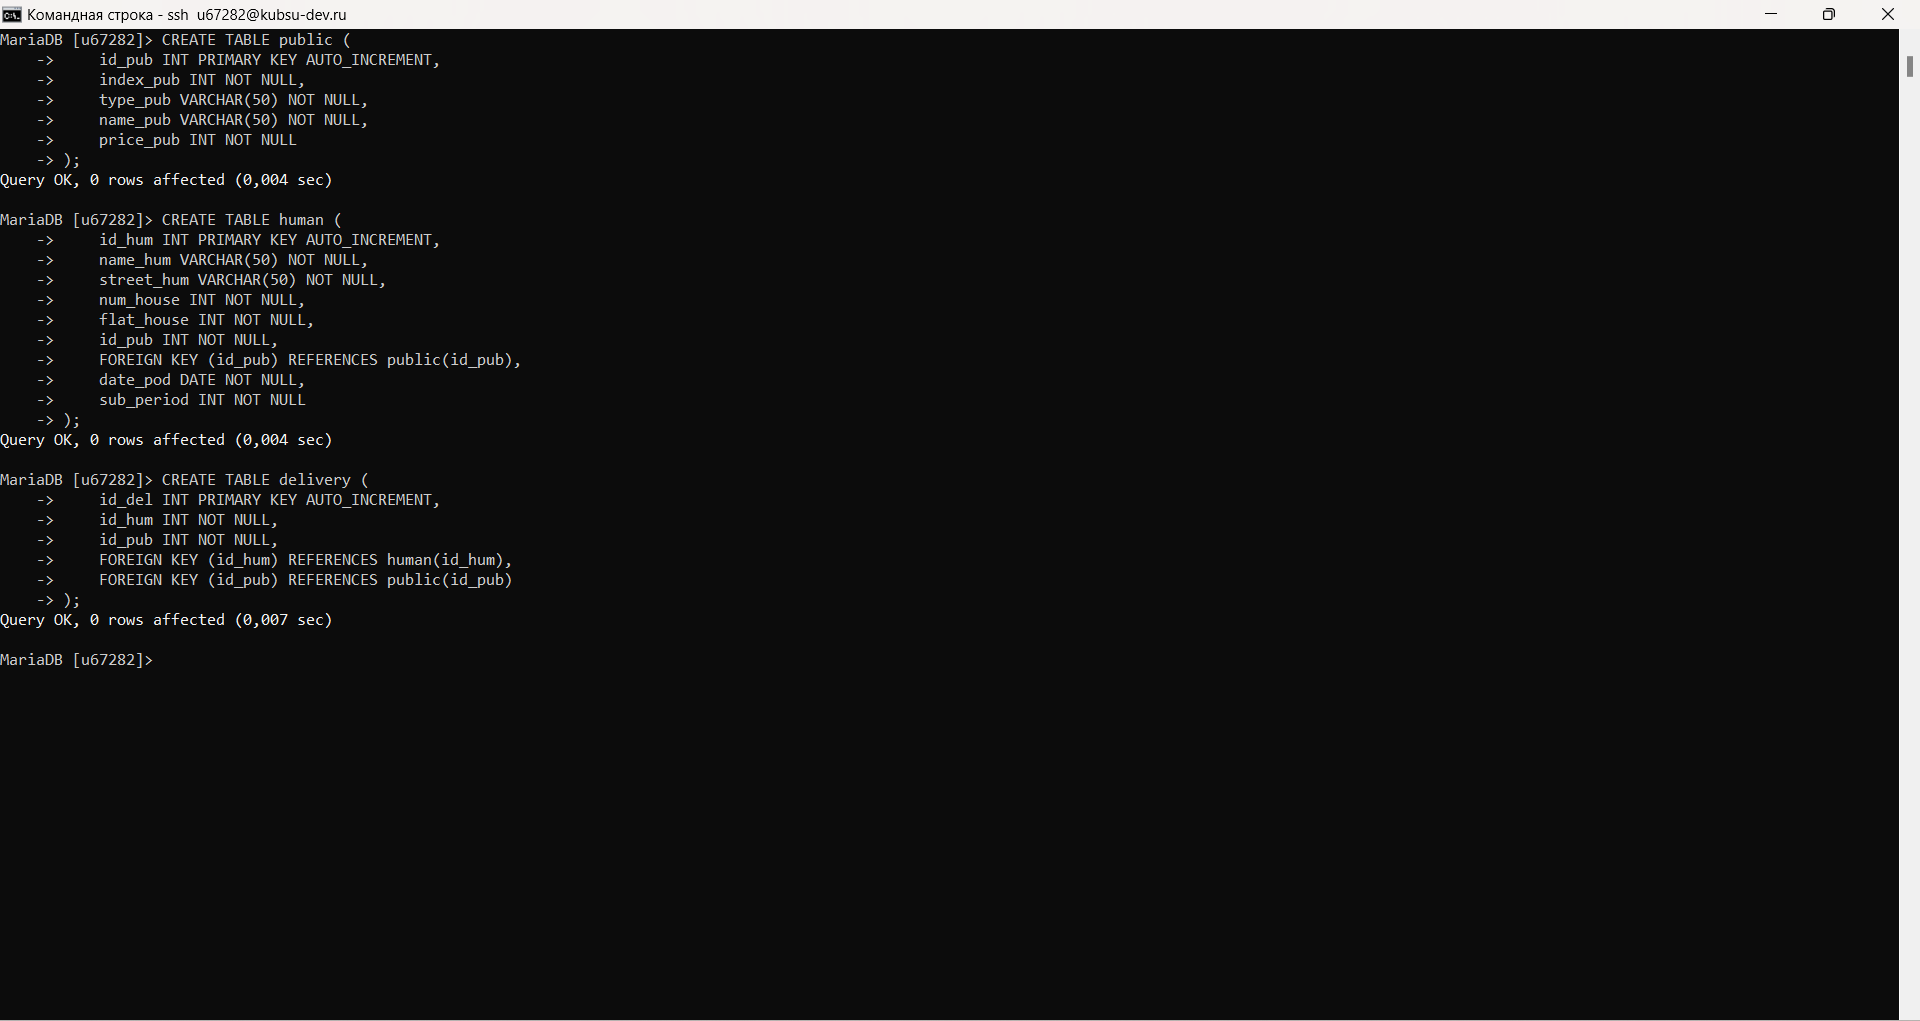 Командная строка - ssh  u67282@kubsu-dev.ru
MariaDB [u67282]> CREATE TABLE public (
    ->     id_pub INT PRIMARY KEY AUTO_INCREMENT,
    ->     index_pub INT NOT NULL,
    ->     type_pub VARCHAR(50) NOT NULL,
    ->     name_pub VARCHAR(50) NOT NULL,
    ->     price_pub INT NOT NULL
    -> );
Query OK, 0 rows affected (0,004 sec)

MariaDB [u67282]> CREATE TABLE human (
    ->     id_hum INT PRIMARY KEY AUTO_INCREMENT,
    ->     name_hum VARCHAR(50) NOT NULL,
    ->     street_hum VARCHAR(50) NOT NULL,
    ->     num_house INT NOT NULL,
    ->     flat_house INT NOT NULL,
    ->     id_pub INT NOT NULL,
    ->     FOREIGN KEY (id_pub) REFERENCES public(id_pub),
    ->     date_pod DATE NOT NULL,
    ->     sub_period INT NOT NULL
    -> );
Query OK, 0 rows affected (0,004 sec)

MariaDB [u67282]> CREATE TABLE delivery (
    ->     id_del INT PRIMARY KEY AUTO_INCREMENT,
    ->     id_hum INT NOT NULL,
    ->     id_pub INT NOT NULL,
    ->     FOREIGN KEY (id_hum) REFERENCES human(id_hum),
    ->     FOREIGN KEY (id_pub) REFERENCES public(id_pub)
    -> );
Query OK, 0 rows affected (0,007 sec)

MariaDB [u67282]>